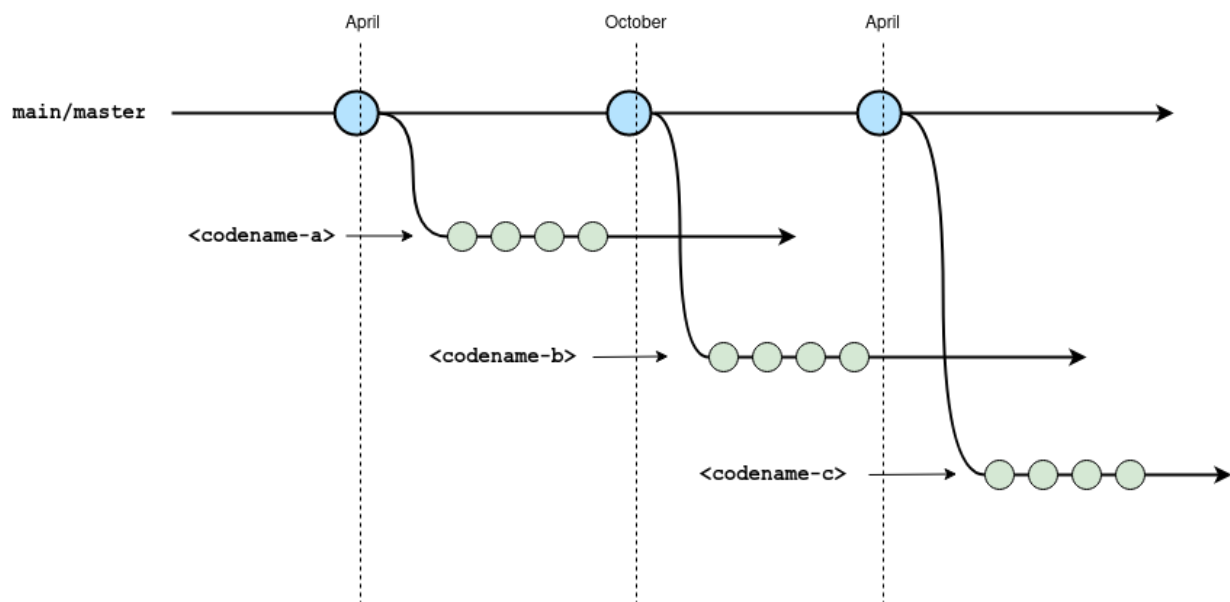 April
October
April
main/master
<codename-a>
<codename-b>
<codename-c>